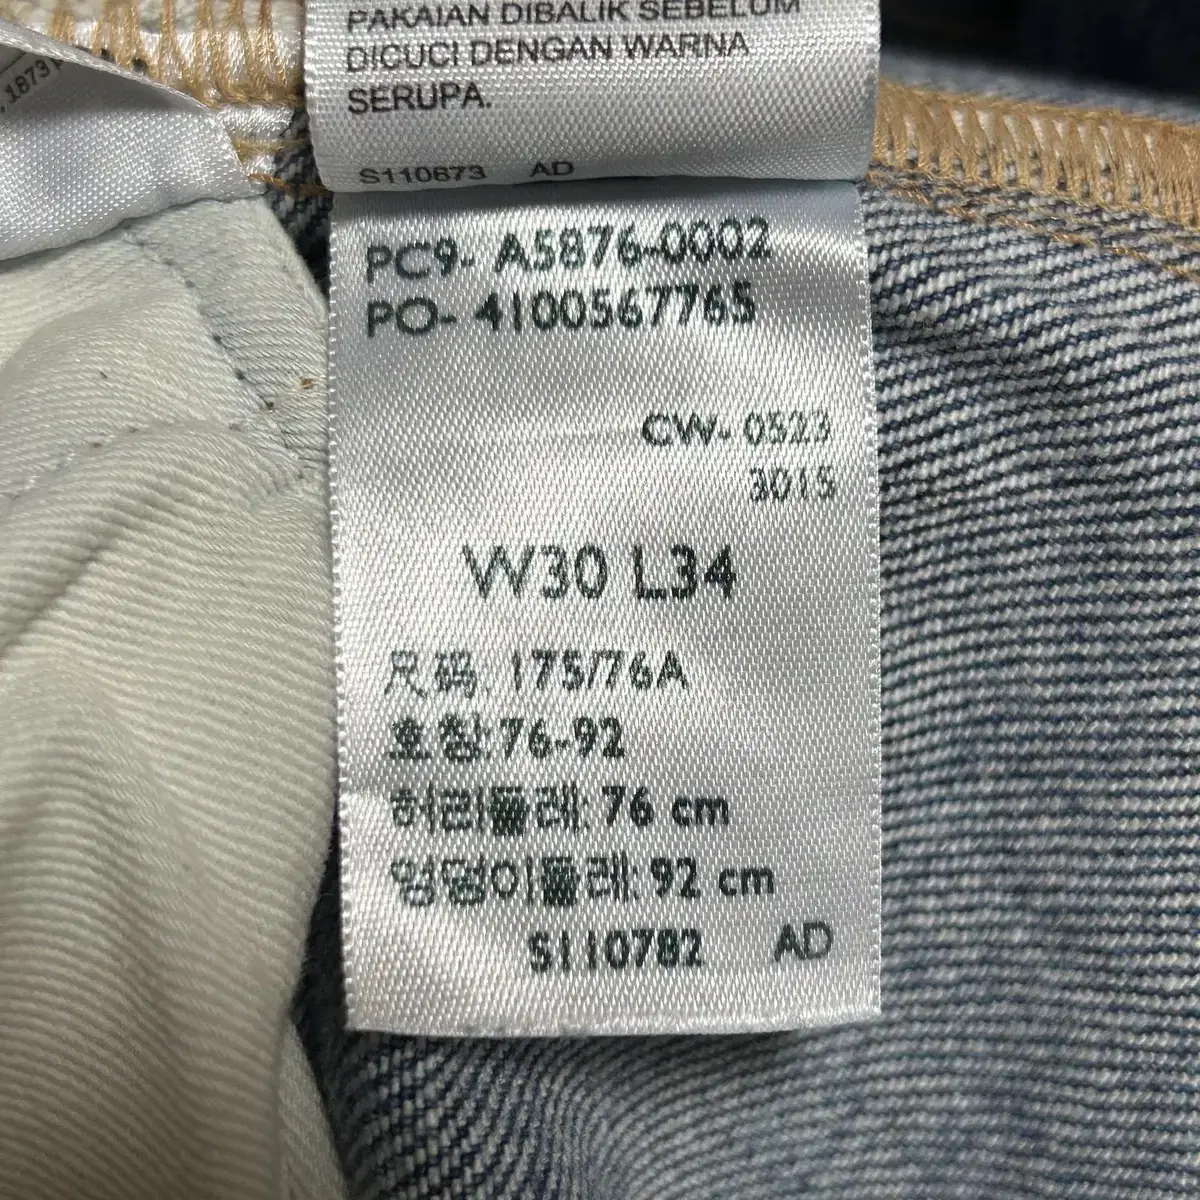 , 1873
PAKAIAN DIBALIK SEBELUM
DICUCI DENGAN WARNA
SERUPA.
S110673 AD
PC9- A5876-0002
PO- 4100567765
CW- 0523
3015
W30 L34
尺码: 175/76A
호칭:76-92
허리둘레: 76 cm
엉덩이둘레: 92 cm
S110782 AD